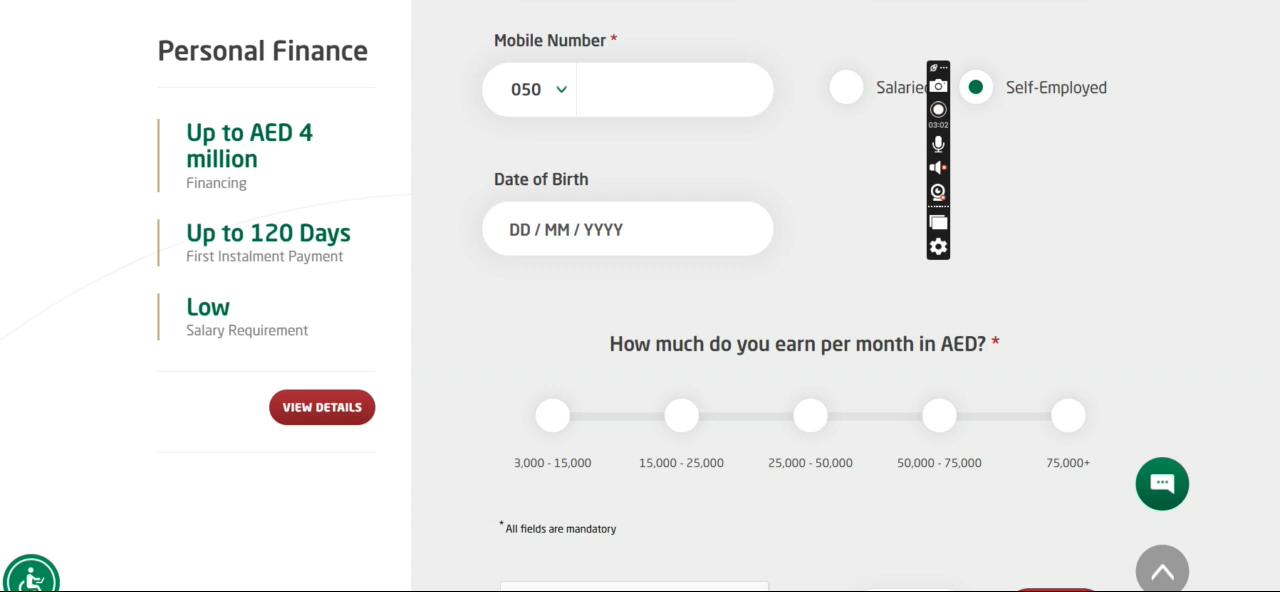 Personal Finance
Up to AED 4
million
Financing
Up to 120 Days
First Instalment Payment
Low
Salary Requirement
VIEW DETAILS
Mobile Number *
050
Salaried
Self-Employed
03:02
Date of Birth
DD / MM / YYYY
How much do you earn per month in AED? *
3,000 - 15,000
15,000 - 25,000
25,000 - 50,000
50,000 - 75,000
75,000+
* All fields are mandatory